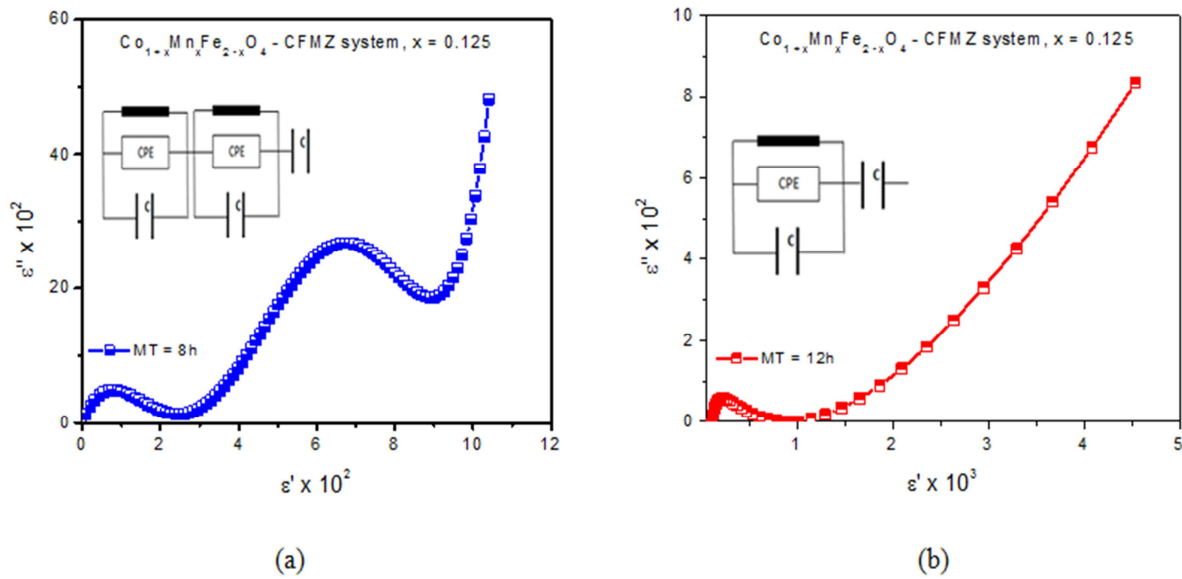 60
Co₁₊ₓMnₓFe₂₋ₓO₄ - CFMZ system, x = 0.125
40
CPE
CPE
C
C
C
ε'' x 10²
20
MT = 8h
0
0 2 4 6 8 10 12
ε' x 10²
(a)
10
Co₁₊ₓMnₓFe₂₋ₓO₄ - CFMZ system, x = 0.125
8
CPE
C
C
6
ε'' x 10²
4
2
MT = 12h
0
1 2 3 4 5
ε' x 10³
(b)